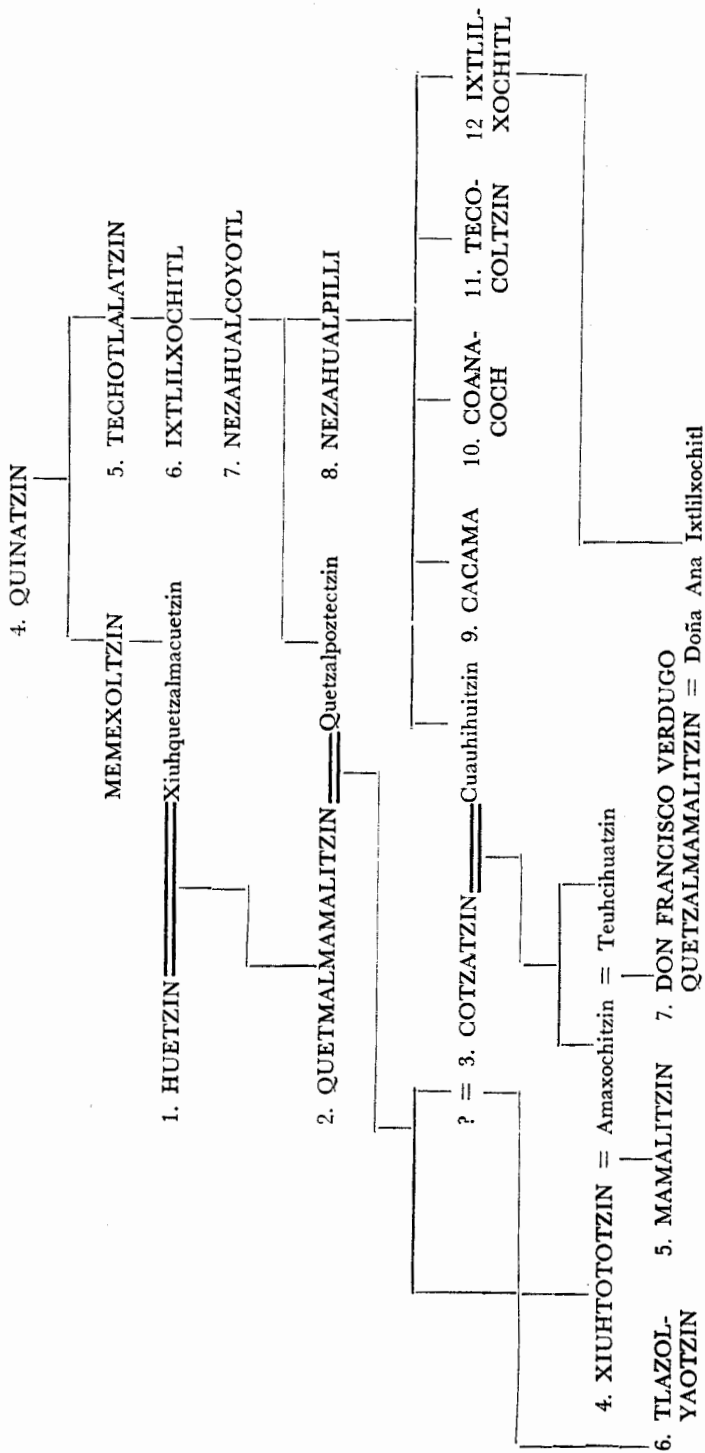 4. QUINATZIN
MEMEXOLTZIN
5. TECHOTLALATZIN
1. HUETZIN
Xiuhquetzalmacuetzin
6. IXTLILXOCHITL
7. NEZAHUALCOYOTL
2. QUETMALMAMALITZIN
Quetzalpoztectzin
8. NEZAHUALPILLI
? = 3. COTZATZIN
Cuauhihuitzin
9. CACAMA
10. COANA-
COCH
11. TECO-
COLTZIN
12 IXTLIL-
XOCHITL
4. XIUHTOTOTZIN = Amaxochitzin = Teuhcihuatzin
6. TLAZOL-
YAOTZIN
5. MAMALITZIN
7. DON FRANCISCO VERDUGO
QUETZALMAMALITZIN = Doña Ana Ixtlilxochitl